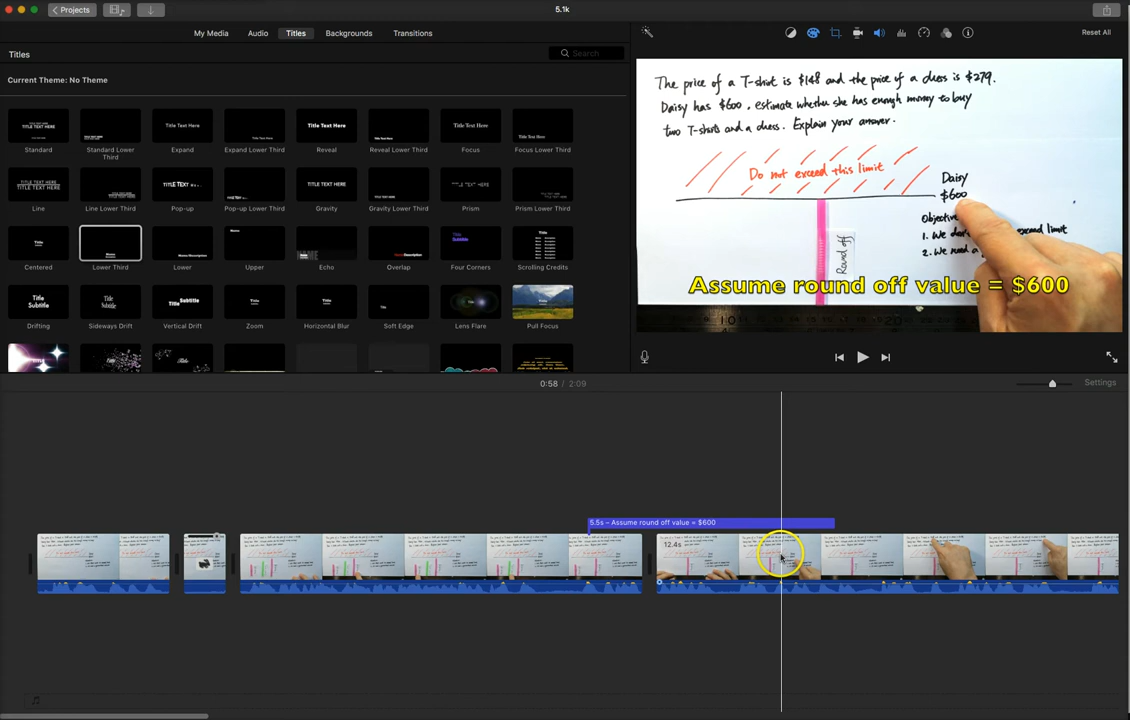 Projects
5.1k
My Media
Audio
Titles
Backgrounds
Transitions
Reset All
Titles
Search
Current Theme: No Theme
Standard
Standard Lower Third
Expand
Expand Lower Third
Reveal
Reveal Lower Third
Focus
Focus Lower Third
Line
Line Lower Third
Pop-up
Pop-up Lower Third
Gravity
Gravity Lower Third
Prism
Prism Lower Third
Centered
Lower Third
Lower
Upper
Echo
Overlap
Four Corners
Scrolling Credits
Drifting
Sideways Drift
Vertical Drift
Zoom
Horizontal Blur
Soft Edge
Lens Flare
Pull Focus
The price of a T-shirt is $148 and the price of a dress is $279.
Daisy has $600, estimate whether she has enough money to buy
two T-shirts and a dress. Explain your answer.
Do not exceed this limit
Daisy
$600
Objective
1. We don't exceed limit
2. We need a
Round off
Assume round off value = $600
0:58 / 2:09
Settings
5.5s – Assume round off value = $600
12.4s